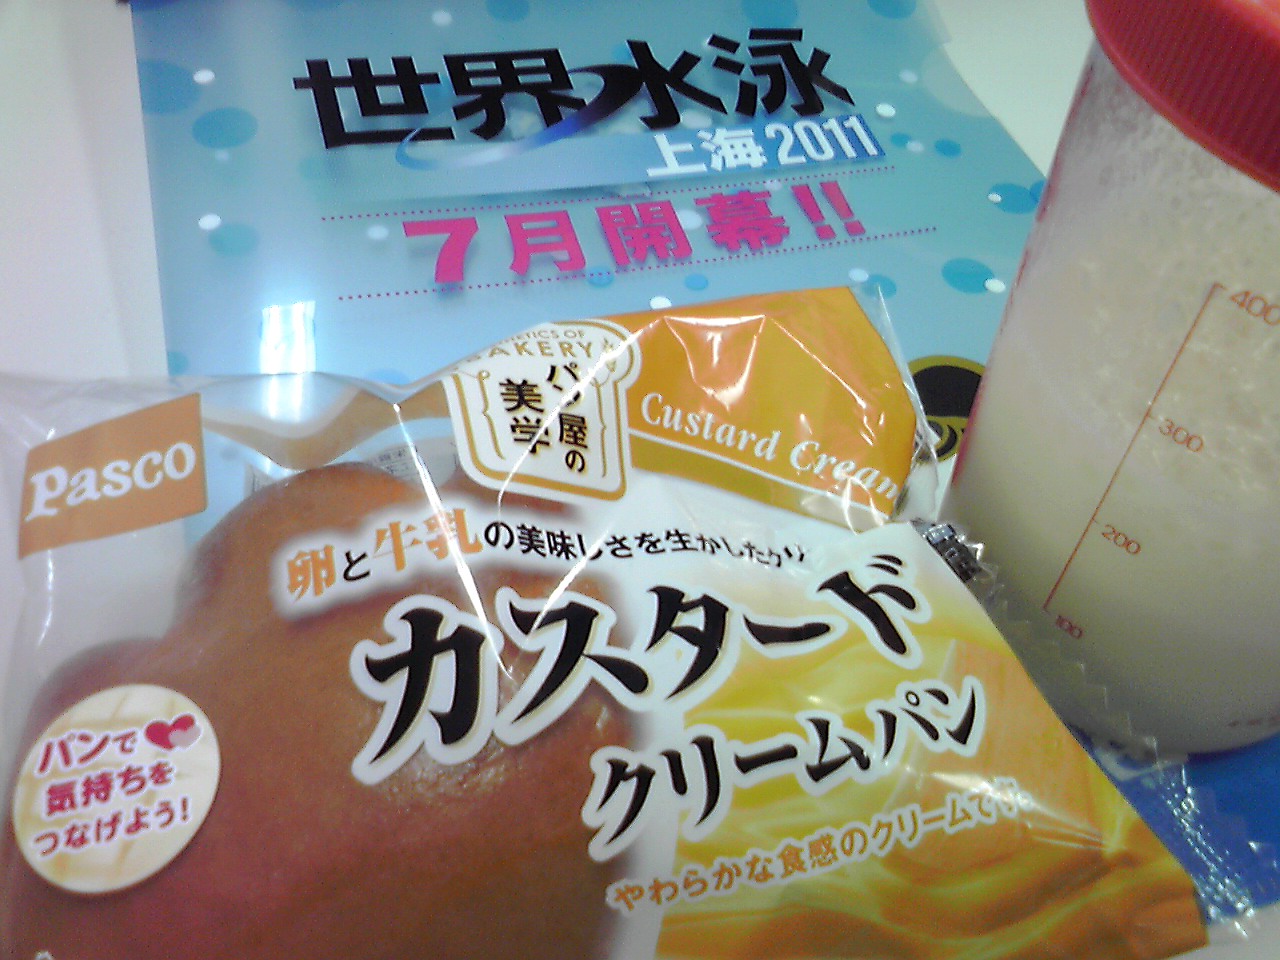 世界水泳
上海2011
7月開幕!!
BAKERY
パン屋の
美学
Custard Cream
Pasco
卵と牛乳の美味しさを生かした
カスタード
クリームパン
やわらかな食感のクリームです
パンで
気持ちを
つなげよう!
400
300
200
100